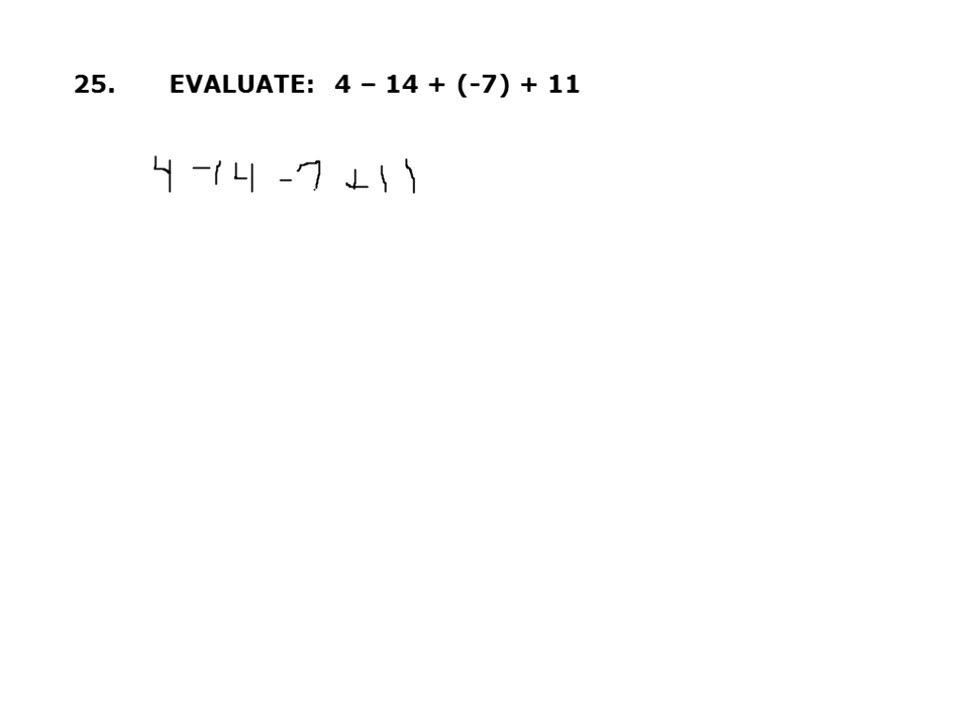 25. EVALUATE: 4 – 14 + (-7) + 11
4 -14 -7 +11